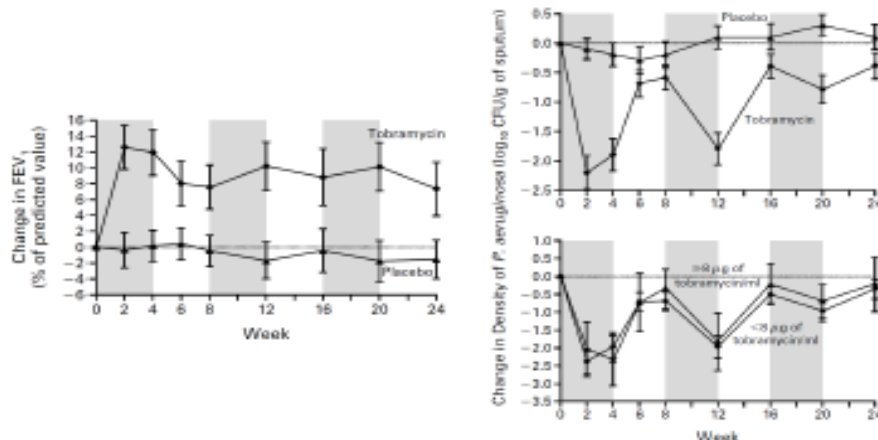 Change in FEV₁
(% of predicted value)
16
14
12
10
8
6
4
2
0
−2
−4
−6
Tobramycin
Placebo
0 2 4 6 8 12 16 20 24
Week
Change in Density of P. aeruginosa (log₁₀ CFU/g of sputum)
0.5
0.0
−0.5
−1.0
−1.5
−2.0
−2.5
Placebo
Tobramycin
0 2 4 6 8 12 16 20 24
1.0
0.5
0.0
−0.5
−1.0
−1.5
−2.0
−2.5
−3.0
−3.5
8 µg of
tobramycin/ml
<8 µg of
tobramycin/ml
0 2 4 6 8 12 16 20 24
Week